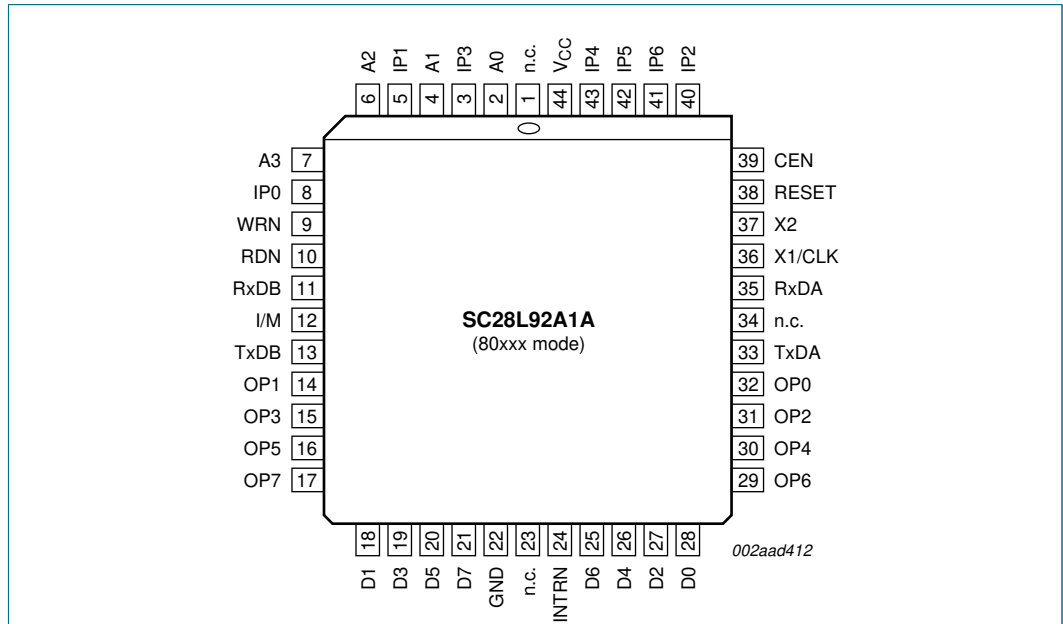 A2 IP1 A1 IP3 A0 n.c. VCC IP4 IP5 IP6 IP2
6 5 4 3 2 1 44 43 42 41 40
A3 7
IP0 8
WRN 9
RDN 10
RxDB 11
I/M 12
TxDB 13
OP1 14
OP3 15
OP5 16
OP7 17
SC28L92A1A
(80xxx mode)
39 CEN
38 RESET
37 X2
36 X1/CLK
35 RxDA
34 n.c.
33 TxDA
32 OP0
31 OP2
30 OP4
29 OP6
18 19 20 21 22 23 24 25 26 27 28
D1 D3 D5 D7 GND n.c. INTRN D6 D4 D2 D0
002aad412